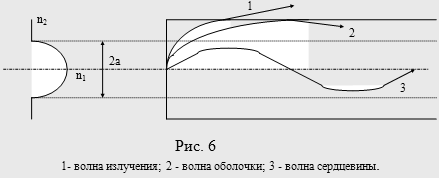 n2
1
2
n1
2a
3
Рис. 6
1- волна излучения; 2 - волна оболочки; 3 - волна сердцевины.